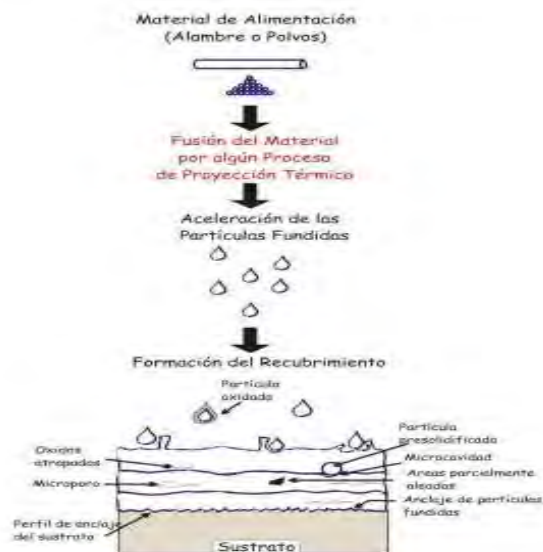 Material de Alimentación
(Alambre o Polvos)
Fusión del Material
por algún Proceso
de Proyección Térmico
Aceleración de las
Partículas Fundidas
Formación del Recubrimiento
Partícula
oxidada
Partícula
presolidificada
Oxidos
atrapados
Microcavidad
Microporo
Areas parcialmente
aleadas
Anclaje de partículas
fundidas
Perfil de anclaje
del sustrato
Sustrato